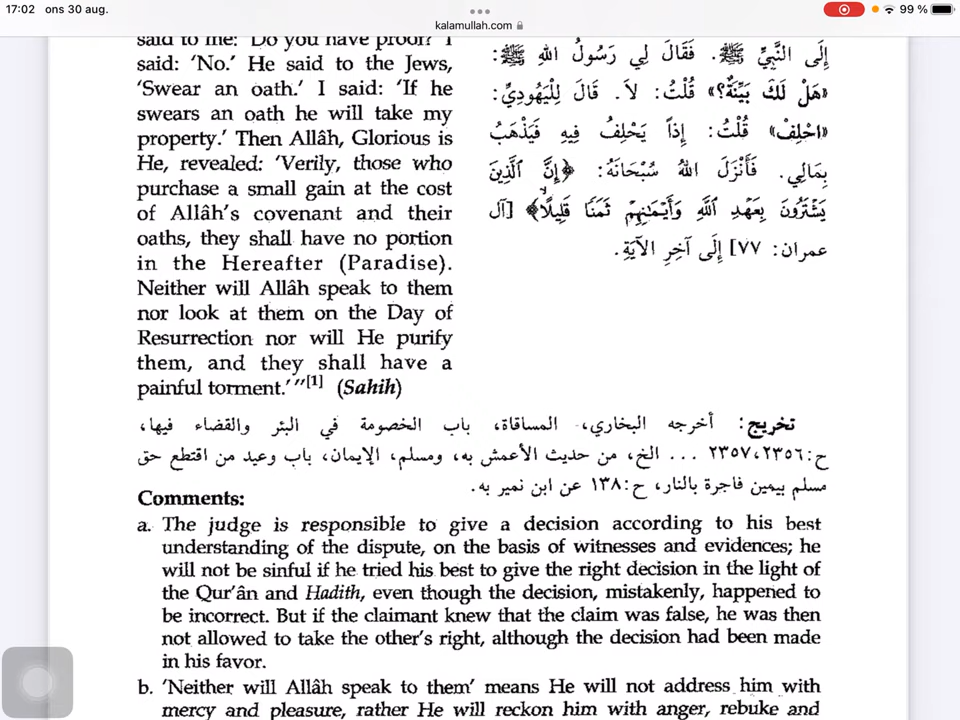 17:02 ons 30 aug.
99 %
kalamullah.com
said to me: 'Do you have proof?' I
said: 'No.' He said to the Jews,
'Swear an oath.' I said: 'If he
swears an oath he will take my
property.' Then Allâh, Glorious is
He, revealed: 'Verily, those who
purchase a small gain at the cost
of Allâh's covenant and their
oaths, they shall have no portion
in the Hereafter (Paradise).
Neither will Allâh speak to them
nor look at them on the Day of
Resurrection nor will He purify
them, and they shall have a
painful torment.'"[1] (Sahih)
إِلَى النَّبِيِّ ﷺ. فَقَالَ لِي رَسُولُ اللهِ ﷺ:
«هَلْ لَكَ بَيِّنَةٌ؟» قُلْتُ: لاَ. قَالَ لِلْيَهُودِيِّ:
«احْلِفْ» قُلْتُ: إِذاً يَحْلِفُ فِيهِ فَيَذْهَبُ
بِمَالِي. فَأَنْزَلَ اللهُ سُبْحَانَهُ: ﴿إِنَّ الَّذِينَ
يَشْتَرُونَ بِعَهْدِ اللَّهِ وَأَيْمَٰنِهِمْ ثَمَنًا قَلِيلًا﴾ [آل
عمران: ٧٧] إِلَى آخِرِ الآيَةِ.
تخريج: أخرجه البخاري، المساقاة، باب الخصومة في البئر والقضاء فيها،
ح:٢٣٥٦،٢٣٥٧ ... الخ، من حديث الأعمش به، ومسلم، الإيمان، باب وعيد من اقتطع حق
مسلم بيمين فاجرة بالنار، ح:١٣٨ عن ابن نمير به.
Comments:
a. The judge is responsible to give a decision according to his best
understanding of the dispute, on the basis of witnesses and evidences; he
will not be sinful if he tried his best to give the right decision in the light of
the Qur'ân and Hadith, even though the decision, mistakenly, happened to
be incorrect. But if the claimant knew that the claim was false, he was then
not allowed to take the other's right, although the decision had been made
in his favor.
b. 'Neither will Allâh speak to them' means He will not address him with
mercy and pleasure, rather He will reckon him with anger, rebuke and